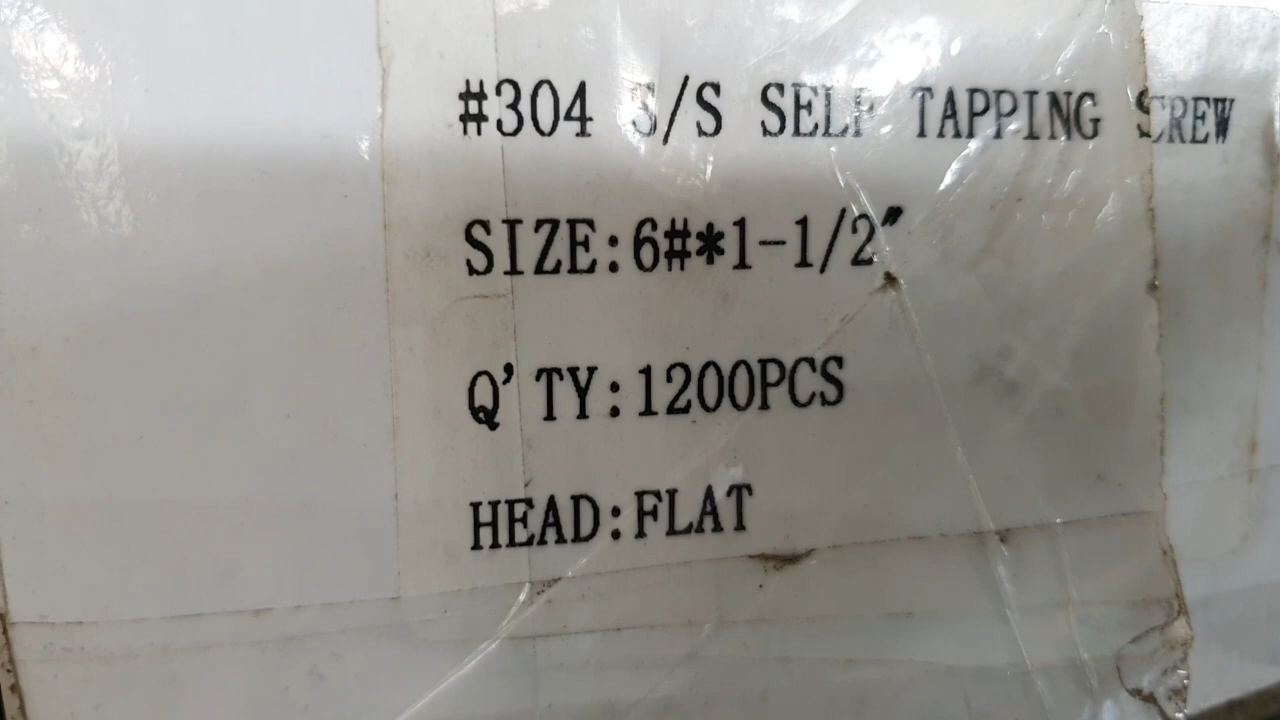 #304 S/S SELF TAPPING SCREW
SIZE:6#*1-1/2"
Q'TY:1200PCS
HEAD:FLAT